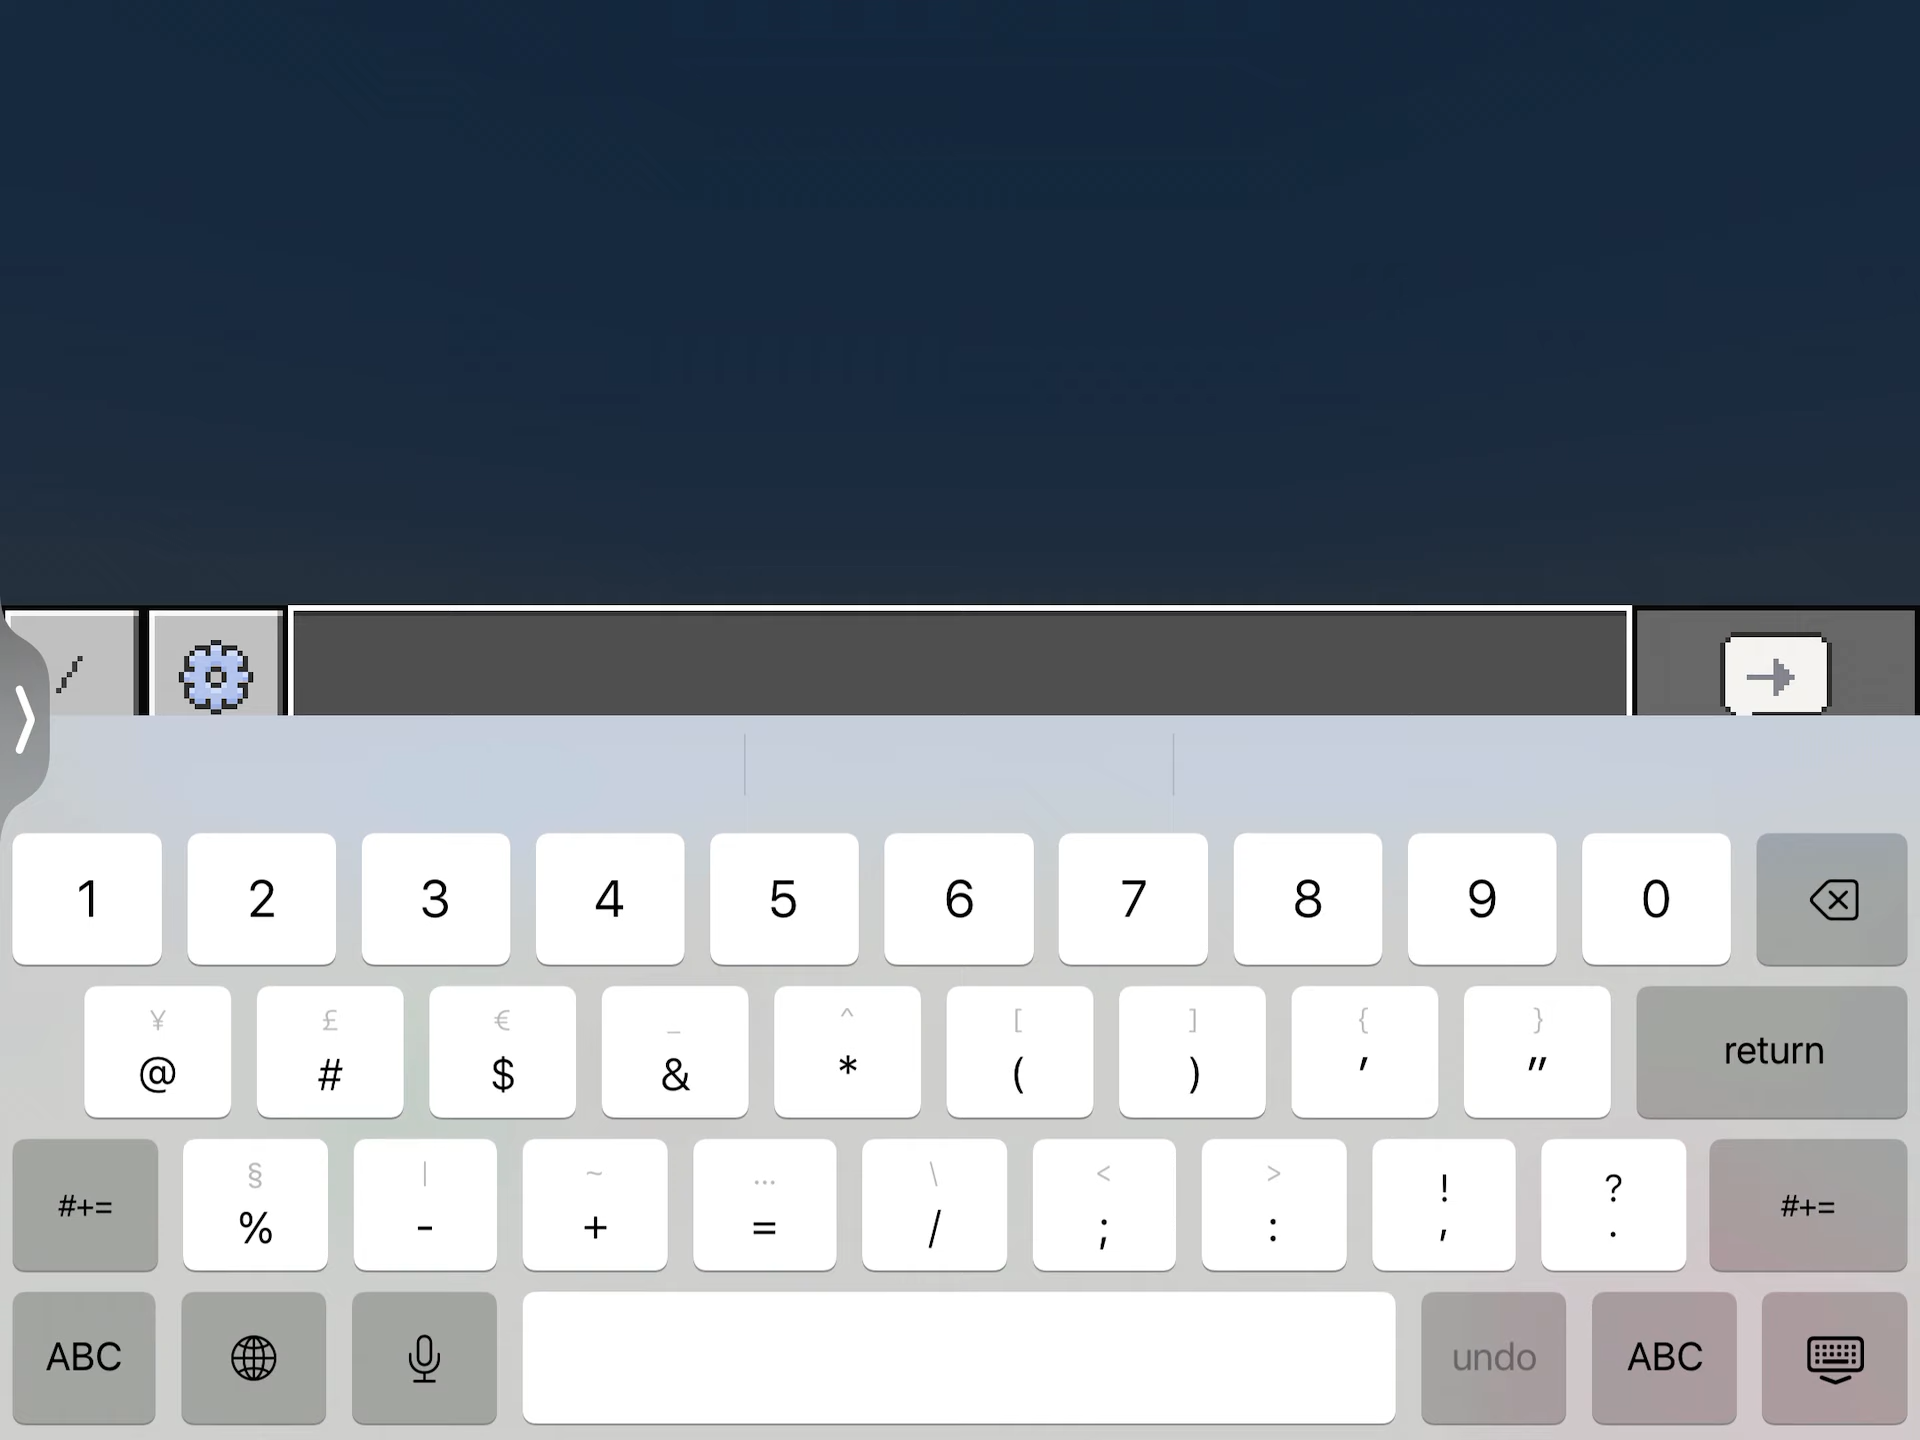 /
1 2 3 4 5 6 7 8 9 0
¥ £ € _ ^ [ ] { }
@ # $ & * ( ) ' "
return
§ | ~ … \ < > ! ?
#+= % - + = / ; : , . #+=
ABC undo ABC